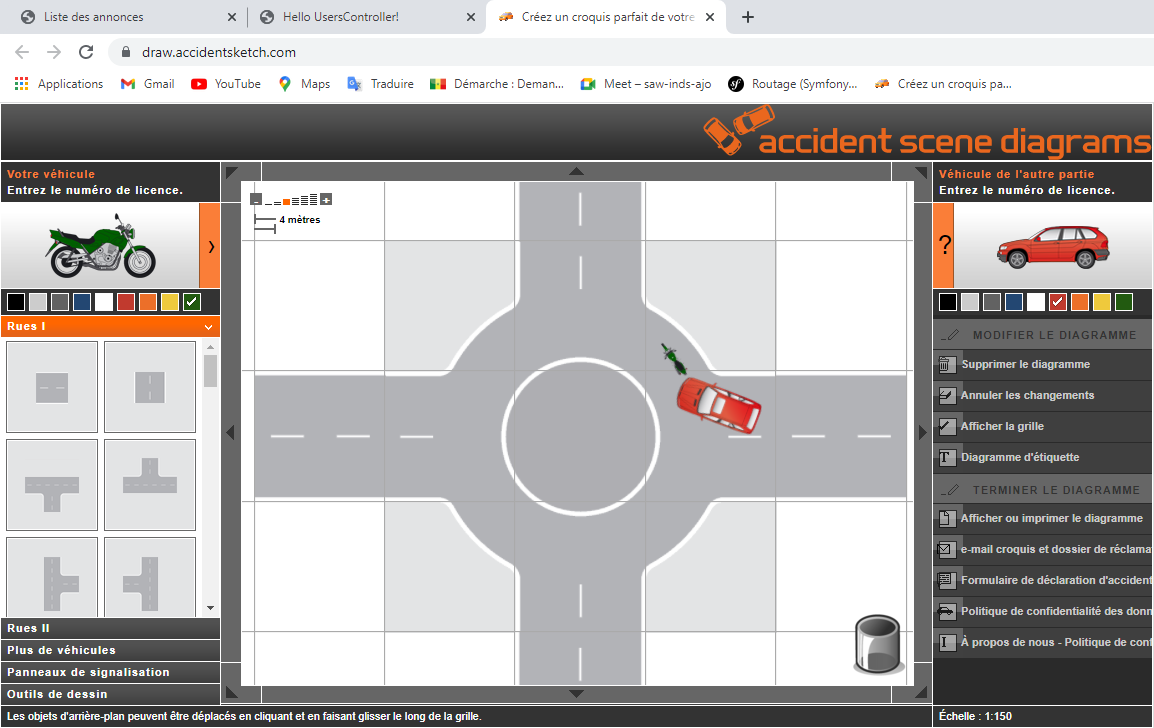 Liste des annonces
Hello UsersController!
Créez un croquis parfait de votre
draw.accidentsketch.com
Applications
Gmail
YouTube
Maps
Traduire
Démarche : Deman...
Meet – saw-inds-ajo
Routage (Symfony...
Créez un croquis pa...
accident scene diagrams
Votre véhicule
Entrez le numéro de licence.
Rues I
Rues II
Plus de véhicules
Panneaux de signalisation
Outils de dessin
4 mètres
Véhicule de l'autre partie
Entrez le numéro de licence.
?
MODIFIER LE DIAGRAMME
Supprimer le diagramme
Annuler les changements
Afficher la grille
T Diagramme d'étiquette
TERMINER LE DIAGRAMME
Afficher ou imprimer le diagramme
e-mail croquis et dossier de réclama
Formulaire de déclaration d'accident
Politique de confidentialité des donn
À propos de nous - Politique de conf
Les objets d'arrière-plan peuvent être déplacés en cliquant et en faisant glisser le long de la grille.
Échelle : 1:150